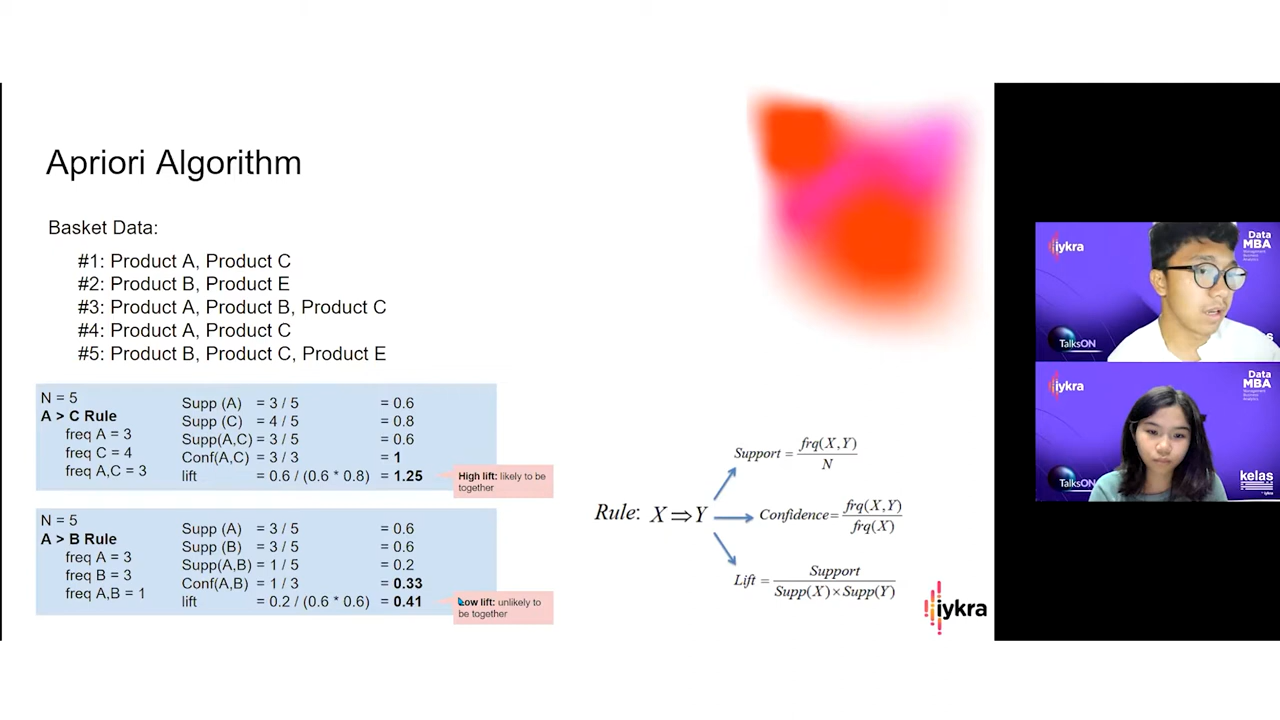 Apriori Algorithm
Basket Data:
#1: Product A, Product C
#2: Product B, Product E
#3: Product A, Product B, Product C
#4: Product A, Product C
#5: Product B, Product C, Product E
N = 5
A > C Rule
freq A = 3
freq C = 4
freq A,C = 3
Supp (A) = 3 / 5 = 0.6
Supp (C) = 4 / 5 = 0.8
Supp(A,C) = 3 / 5 = 0.6
Conf(A,C) = 3 / 3 = 1
lift = 0.6 / (0.6 * 0.8) = 1.25
High lift: likely to be
together
N = 5
A > B Rule
freq A = 3
freq B = 3
freq A,B = 1
Supp (A) = 3 / 5 = 0.6
Supp (B) = 3 / 5 = 0.6
Supp(A,B) = 1 / 5 = 0.2
Conf(A,B) = 1 / 3 = 0.33
lift = 0.2 / (0.6 * 0.6) = 0.41
Low lift: unlikely to
be together
Rule: X ⇒ Y
Support = frq(X,Y) / N
Confidence = frq(X,Y) / frq(X)
Lift = Support / Supp(X) × Supp(Y)
iykra
iykra
Data
MBA
Management
Business
Analytics
TalksON
iykra
Data
MBA
Management
Business
Analytics
TalksON
kelas